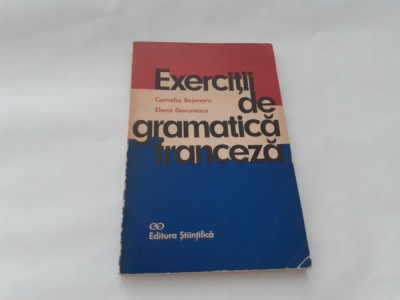 Exerciții
Cornelia Bejenaru
de
Elena Gorunescu
gramatică
franceză
Editura Științifică